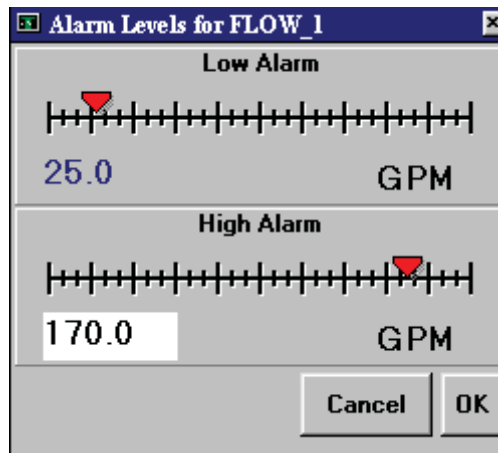 Alarm Levels for FLOW_1
Low Alarm
25.0 GPM
High Alarm
170.0 GPM
Cancel OK